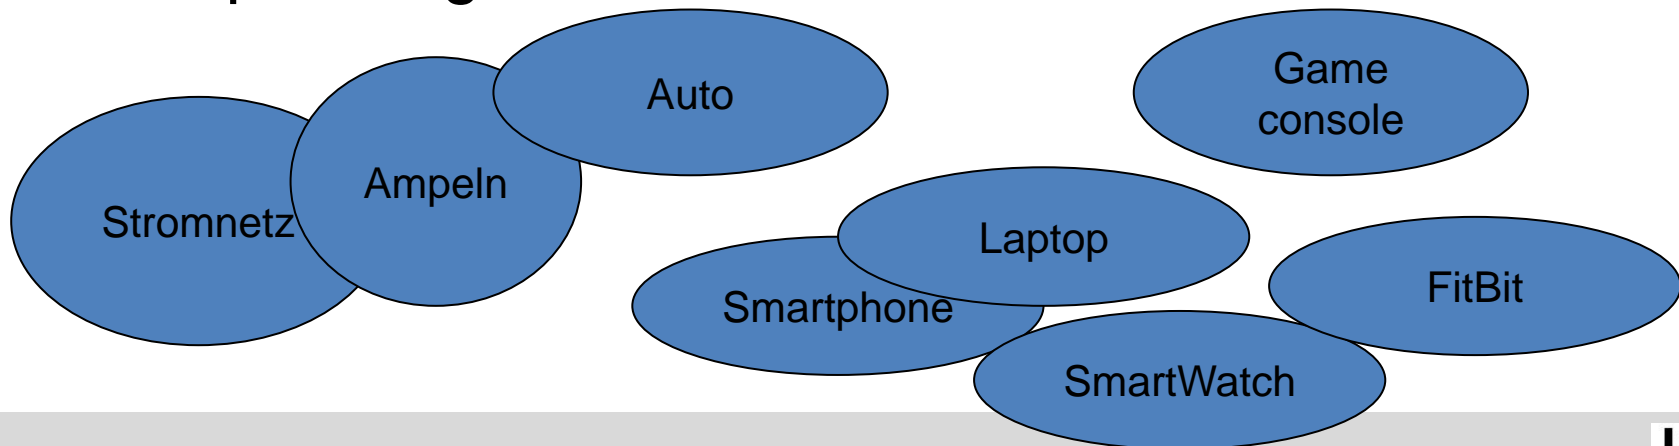 Auto
Game
console
Ampeln
Stromnetz
Laptop
Smartphone
FitBit
SmartWatch